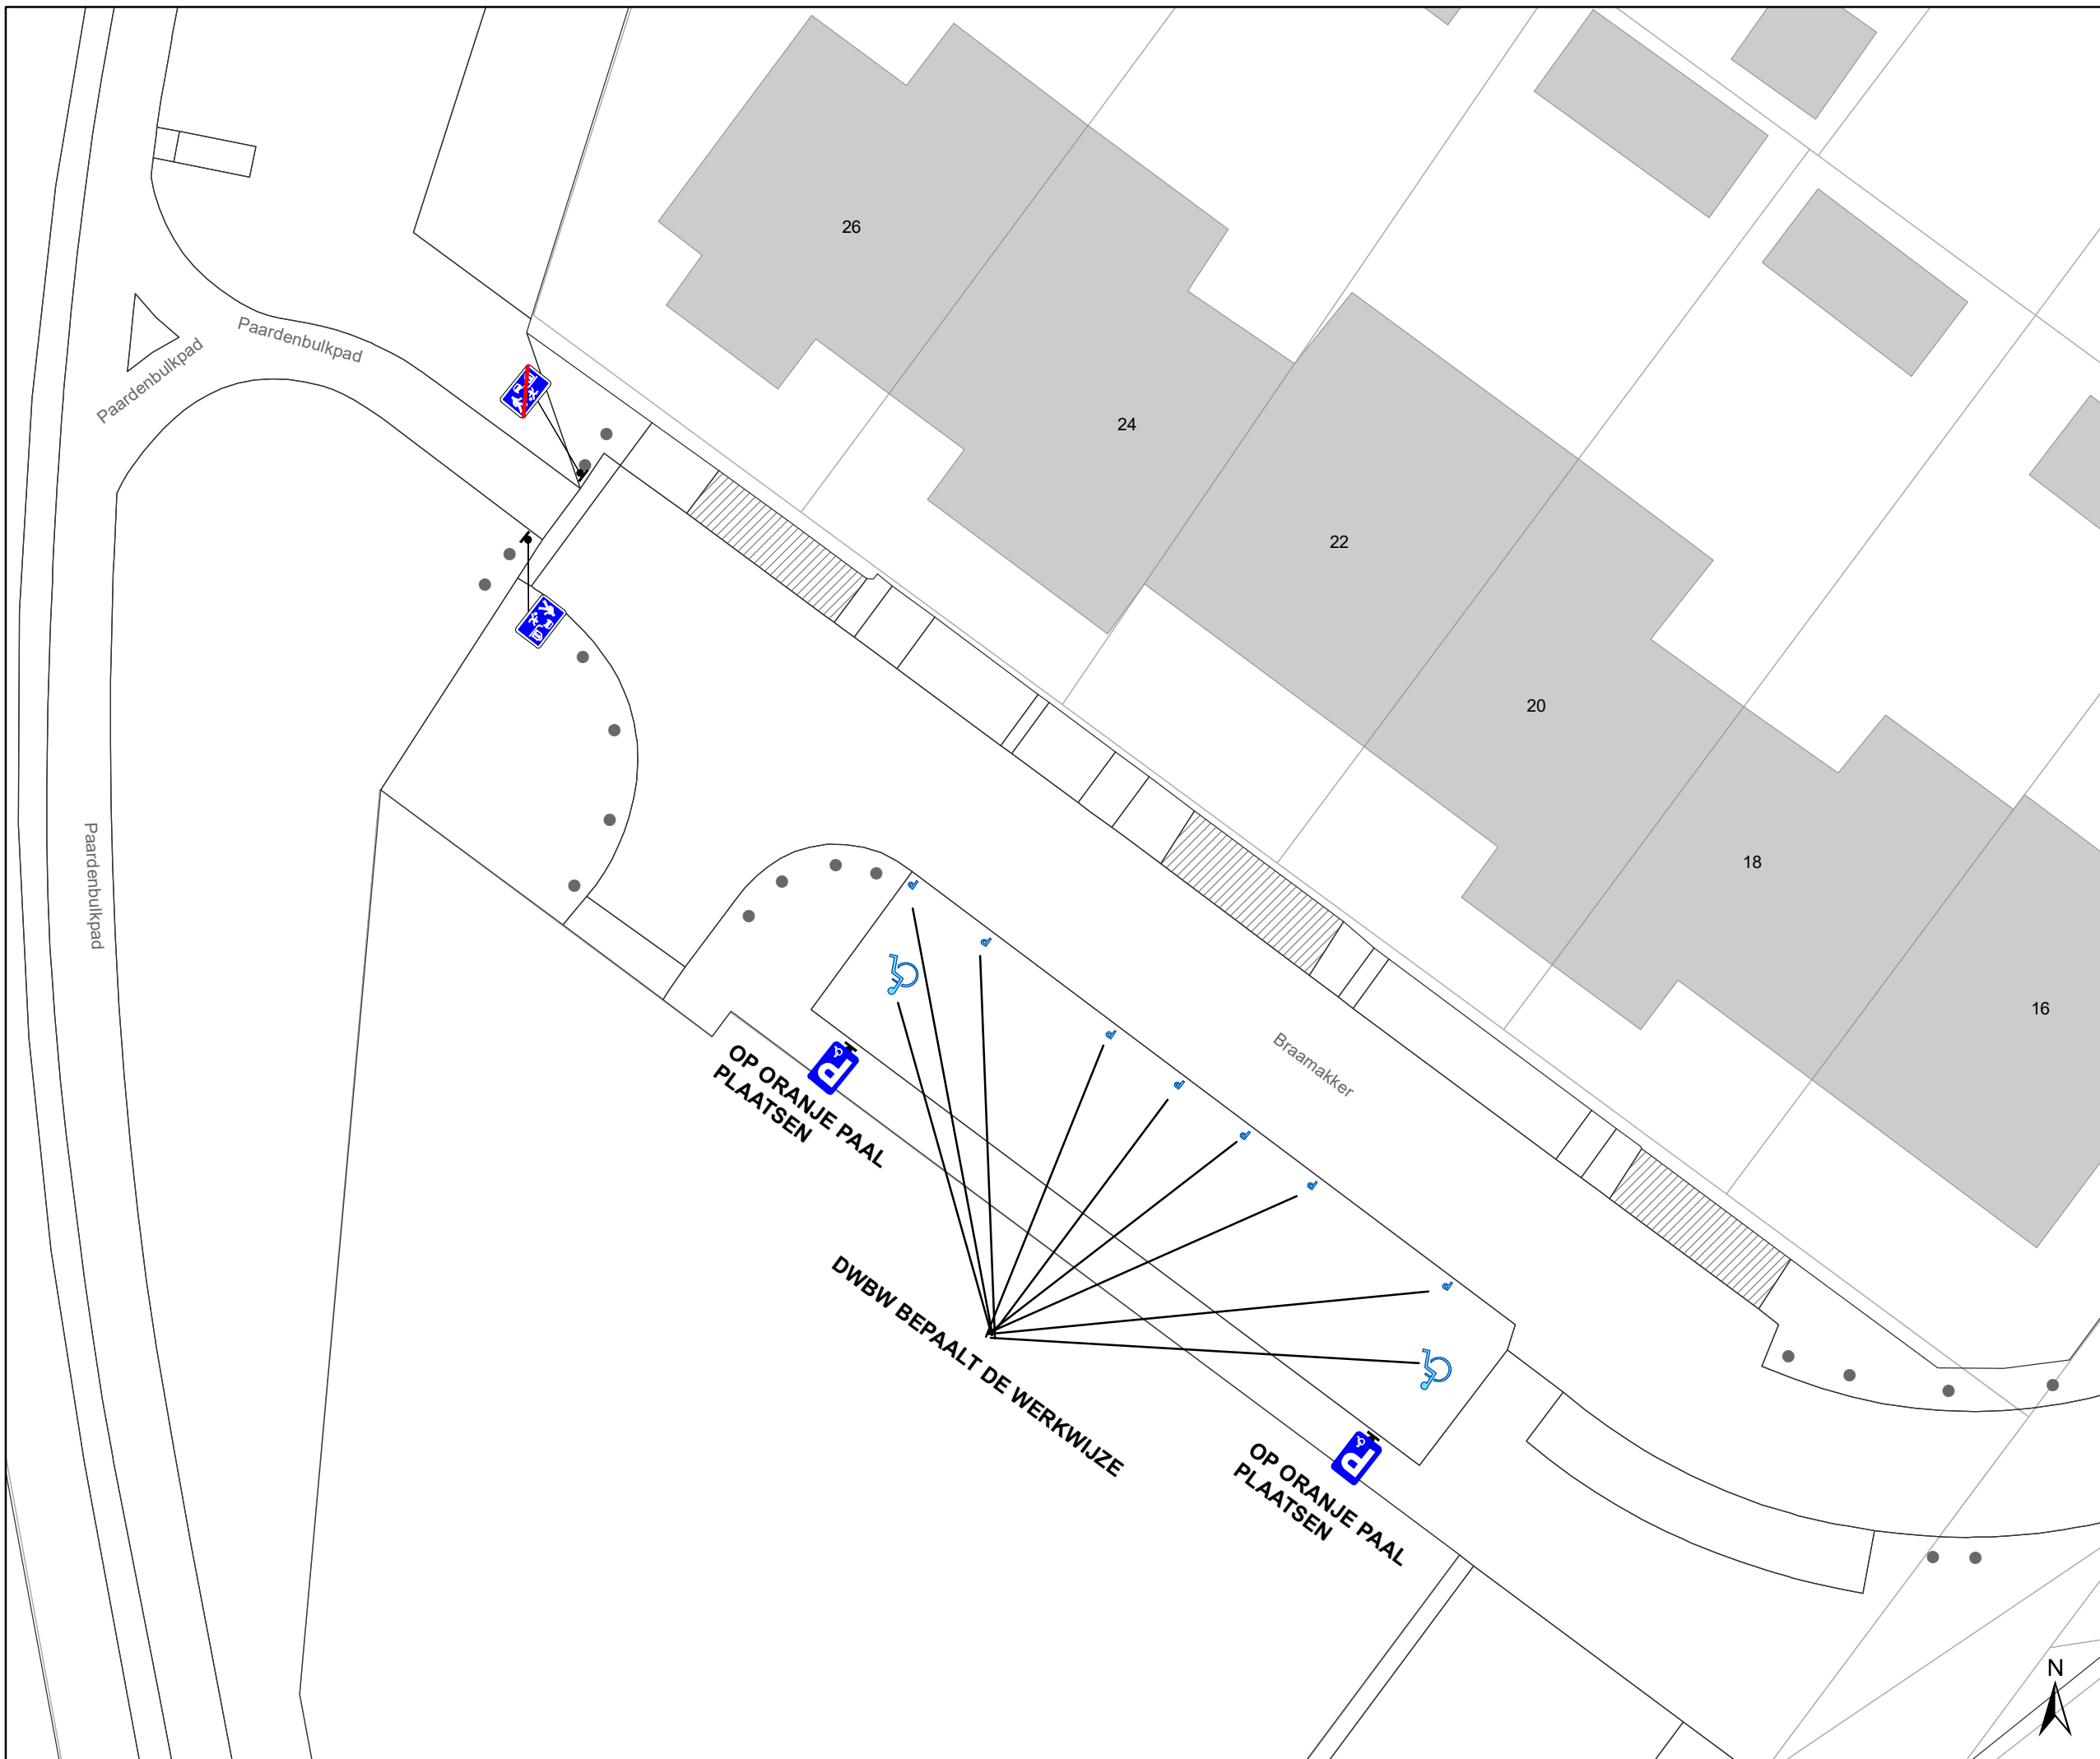 26
24
22
20
18
16
Paardenbulkpad
Paardenbulkpad
Paardenbulkpad
Braamakker
P
P
P
P
P
P
P
OP ORANJE PAAL
PLAATSEN
P
DWBW BEPAALT DE WERKWIJZE
OP ORANJE PAAL
PLAATSEN
P
N